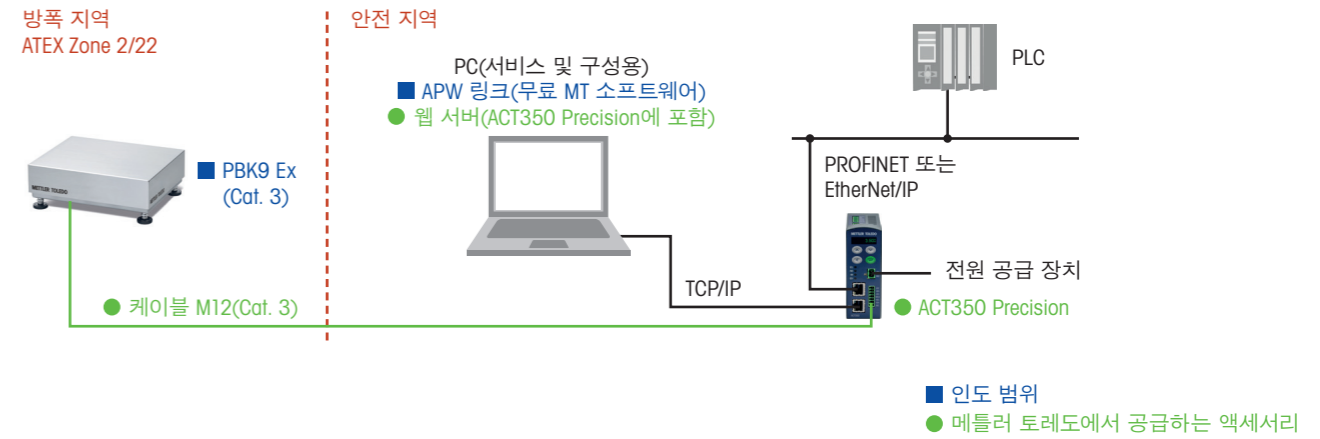 방폭 지역
ATEX Zone 2/22
안전 지역
PC(서비스 및 구성용)
APW 링크(무료 MT 소프트웨어)
웹 서버(ACT350 Precision에 포함)
PLC
PBK9 Ex
(Cat. 3)
METTLER TOLEDO
PROFINET 또는
EtherNet/IP
METTLER TOLEDO
전원 공급 장치
TCP/IP
케이블 M12(Cat. 3)
ACT350 Precision
인도 범위
메틀러 토레도에서 공급하는 액세서리